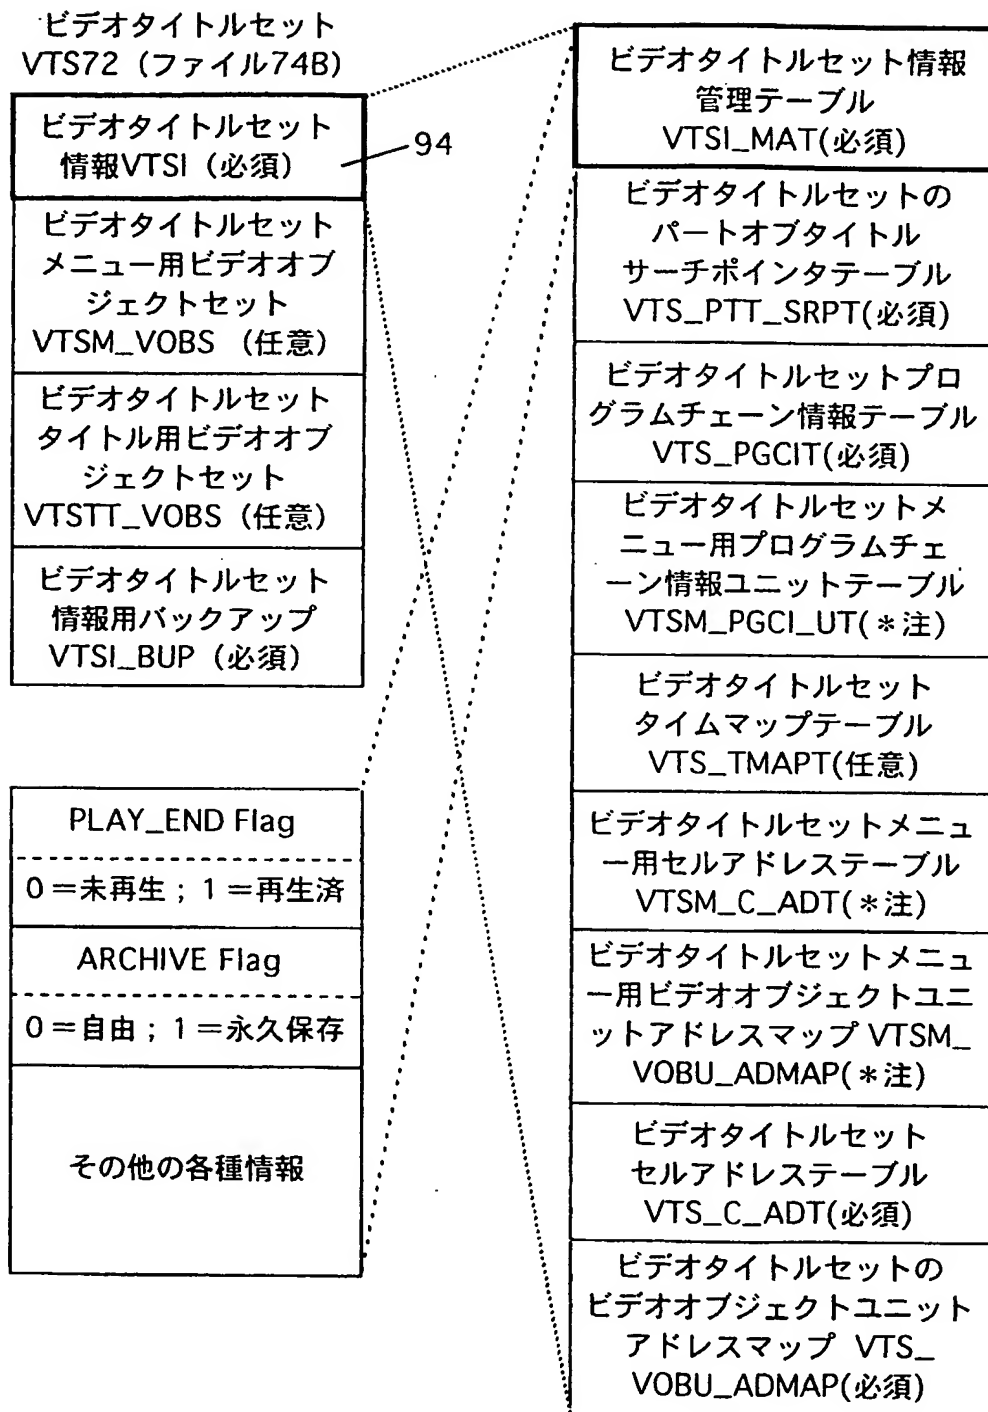 ビデオタイトルセット
VTS72（ファイル74B）
ビデオタイトルセット
情報VTSI（必須）
94
ビデオタイトルセット
メニュー用ビデオオブ
ジェクトセット
VTSM_VOBS （任意）
ビデオタイトルセット
タイトル用ビデオオブ
ジェクトセット
VTSTT_VOBS（任意）
ビデオタイトルセット
情報用バックアップ
VTSI_BUP（必須）
PLAY_END Flag
0＝未再生；1＝再生済
ARCHIVE Flag
0＝自由；1＝永久保存
その他の各種情報
ビデオタイトルセット情報
管理テーブル
VTSI_MAT(必須)
ビデオタイトルセットの
パートオブタイトル
サーチポインタテーブル
VTS_PTT_SRPT(必須)
ビデオタイトルセットプロ
グラムチェーン情報テーブル
VTS_PGCIT(必須)
ビデオタイトルセットメ
ニュー用プログラムチェ
ーン情報ユニットテーブル
VTSM_PGCI_UT(＊注)
ビデオタイトルセット
タイムマップテーブル
VTS_TMAPT(任意)
ビデオタイトルセットメニュ
ー用セルアドレステーブル
VTSM_C_ADT(＊注)
ビデオタイトルセットメニュ
ー用ビデオオブジェクトユニ
ットアドレスマップ VTSM_
VOBU_ADMAP(＊注)
ビデオタイトルセット
セルアドレステーブル
VTS_C_ADT(必須)
ビデオタイトルセットの
ビデオオブジェクトユニット
アドレスマップ VTS_
VOBU_ADMAP(必須)